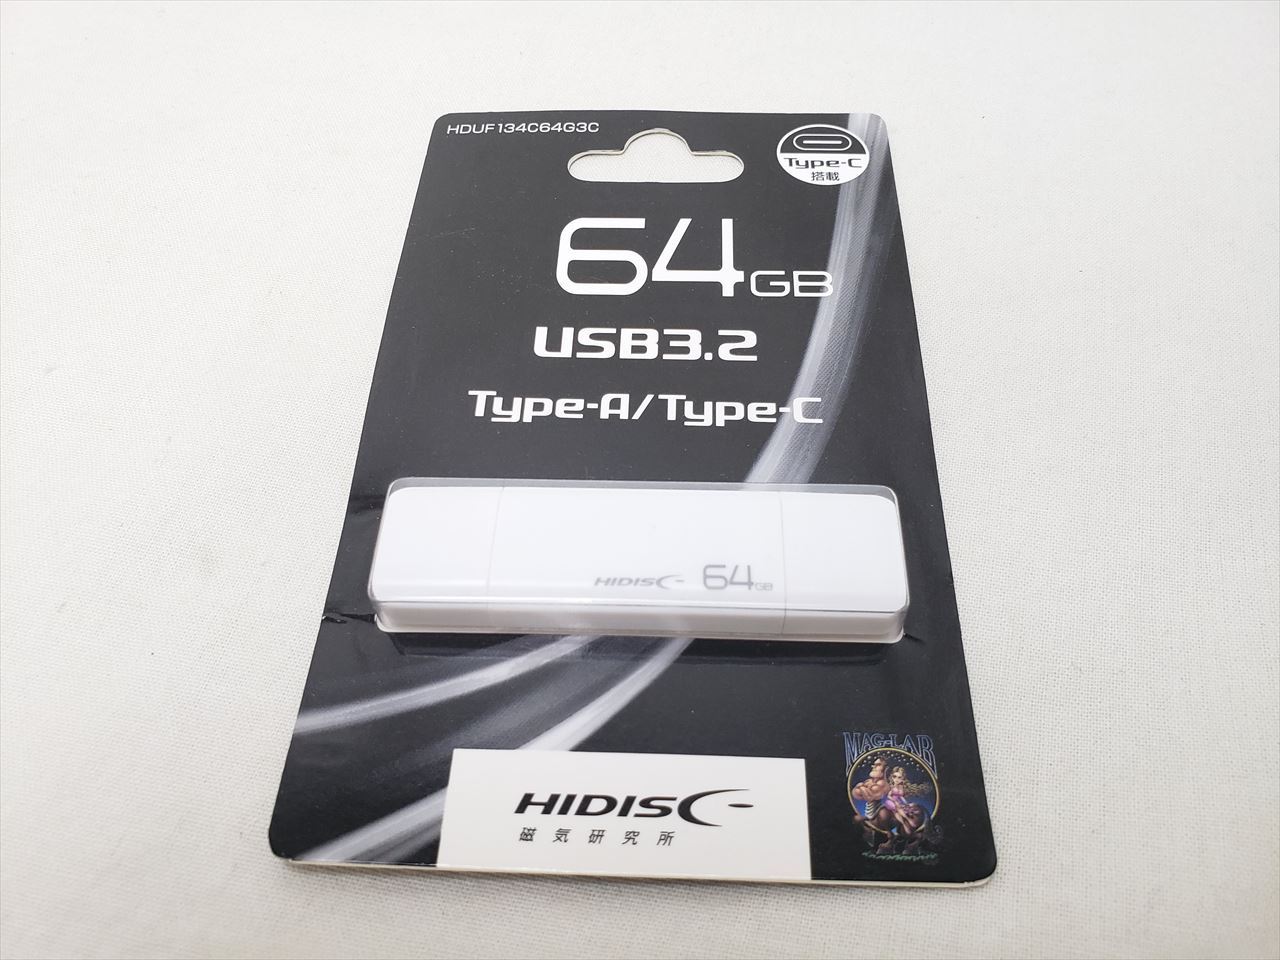 HDUF134C64G3C
Type-C
搭載
64GB
USB3.2
Type-A/Type-C
HIDISC 64GB
MAG-LAB
HIDISC
磁気研究所